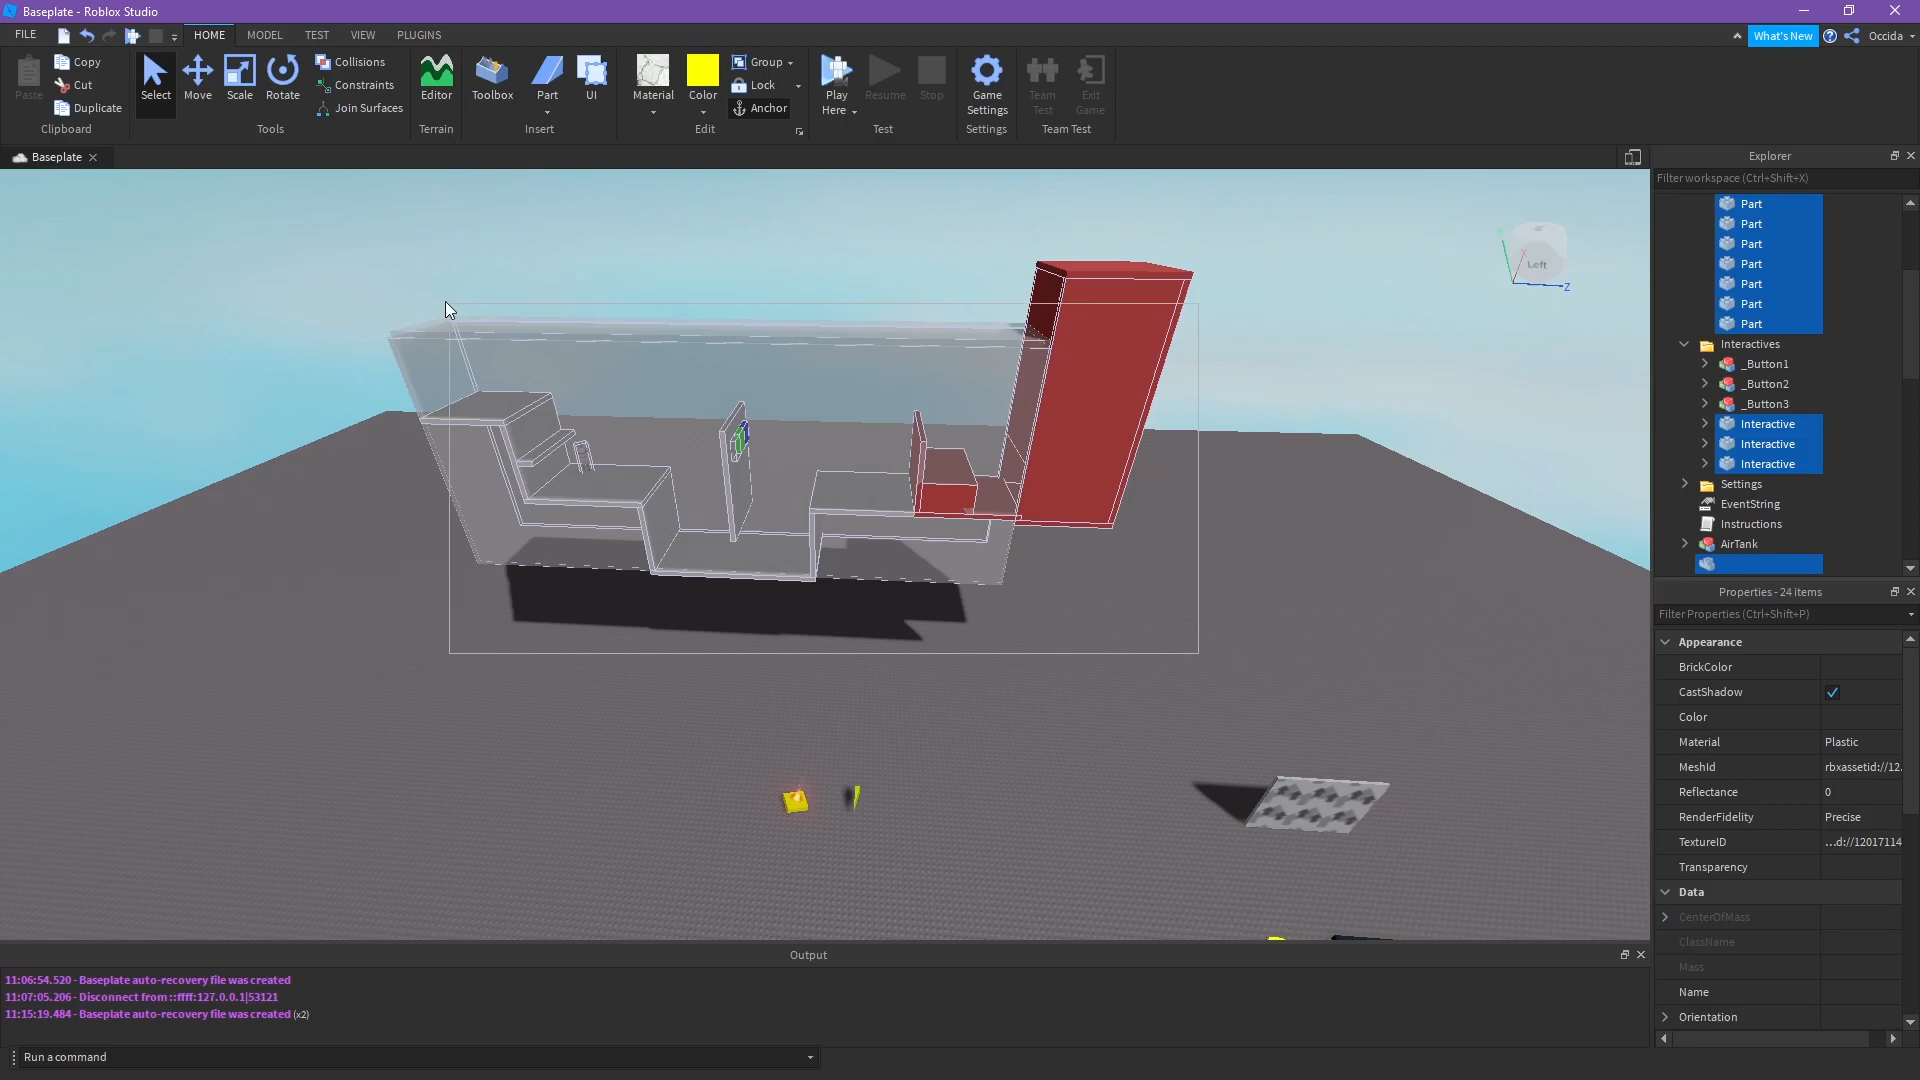 Baseplate - Roblox Studio
FILE
HOME
MODEL
TEST
VIEW
PLUGINS
What's New
Occida
Paste
Copy
Cut
Duplicate
Clipboard
Select
Move
Scale
Rotate
Collisions
Constraints
Join Surfaces
Tools
Editor
Terrain
Toolbox
Part
UI
Insert
Material
Color
Group
Lock
Anchor
Edit
Play
Here
Resume
Stop
Test
Game
Settings
Settings
Team
Test
Exit
Game
Team Test
Baseplate
Left
Z
Explorer
Filter workspace (Ctrl+Shift+X)
Part
Part
Part
Part
Part
Part
Part
Interactives
_Button1
_Button2
_Button3
Interactive
Interactive
Interactive
Settings
EventString
Instructions
AirTank
Properties - 24 items
Filter Properties (Ctrl+Shift+P)
Appearance
BrickColor
CastShadow
Color
Material Plastic
MeshId rbxassetid://12.
Reflectance 0
RenderFidelity Precise
TextureID ...d://12017114
Transparency
Data
CenterOfMass
ClassName
Mass
Name
Orientation
Output
11:06:54.520 - Baseplate auto-recovery file was created
11:07:05.206 - Disconnect from ::ffff:127.0.0.1|53121
11:15:19.484 - Baseplate auto-recovery file was created (x2)
Run a command